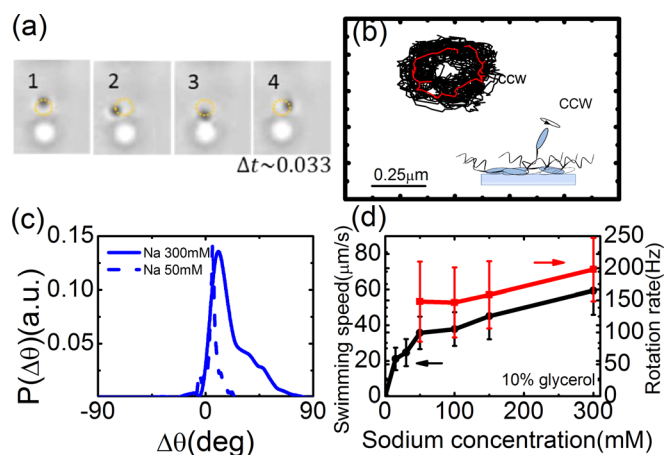 (a)
1
2
3
4
Δt~0.033
(b)
CCW
CCW
0.25μm
(c)
P(Δθ)(a.u.)
0.15
0.10
0.05
Na 300mM
Na 50mM
-90
0
90
Δθ(deg)
(d)
Swimming speed(μm/s)
80
60
40
20
0
10% glycerol
250
200
150
100
50
0
Rotation rate(Hz)
0
100
200
300
Sodium concentration(mM)